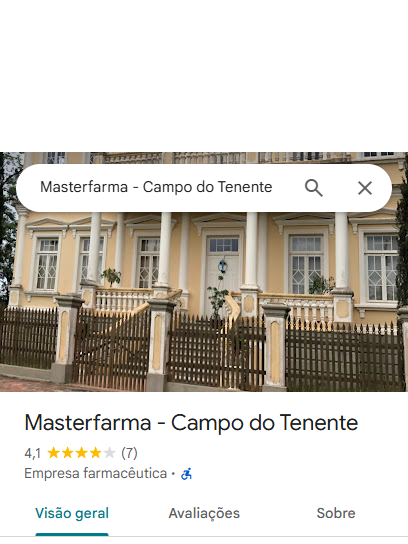 Masterfarma - Campo do Tenente
Masterfarma - Campo do Tenente
4,1 (7)
Empresa farmacêutica ·
Visão geral Avaliações Sobre